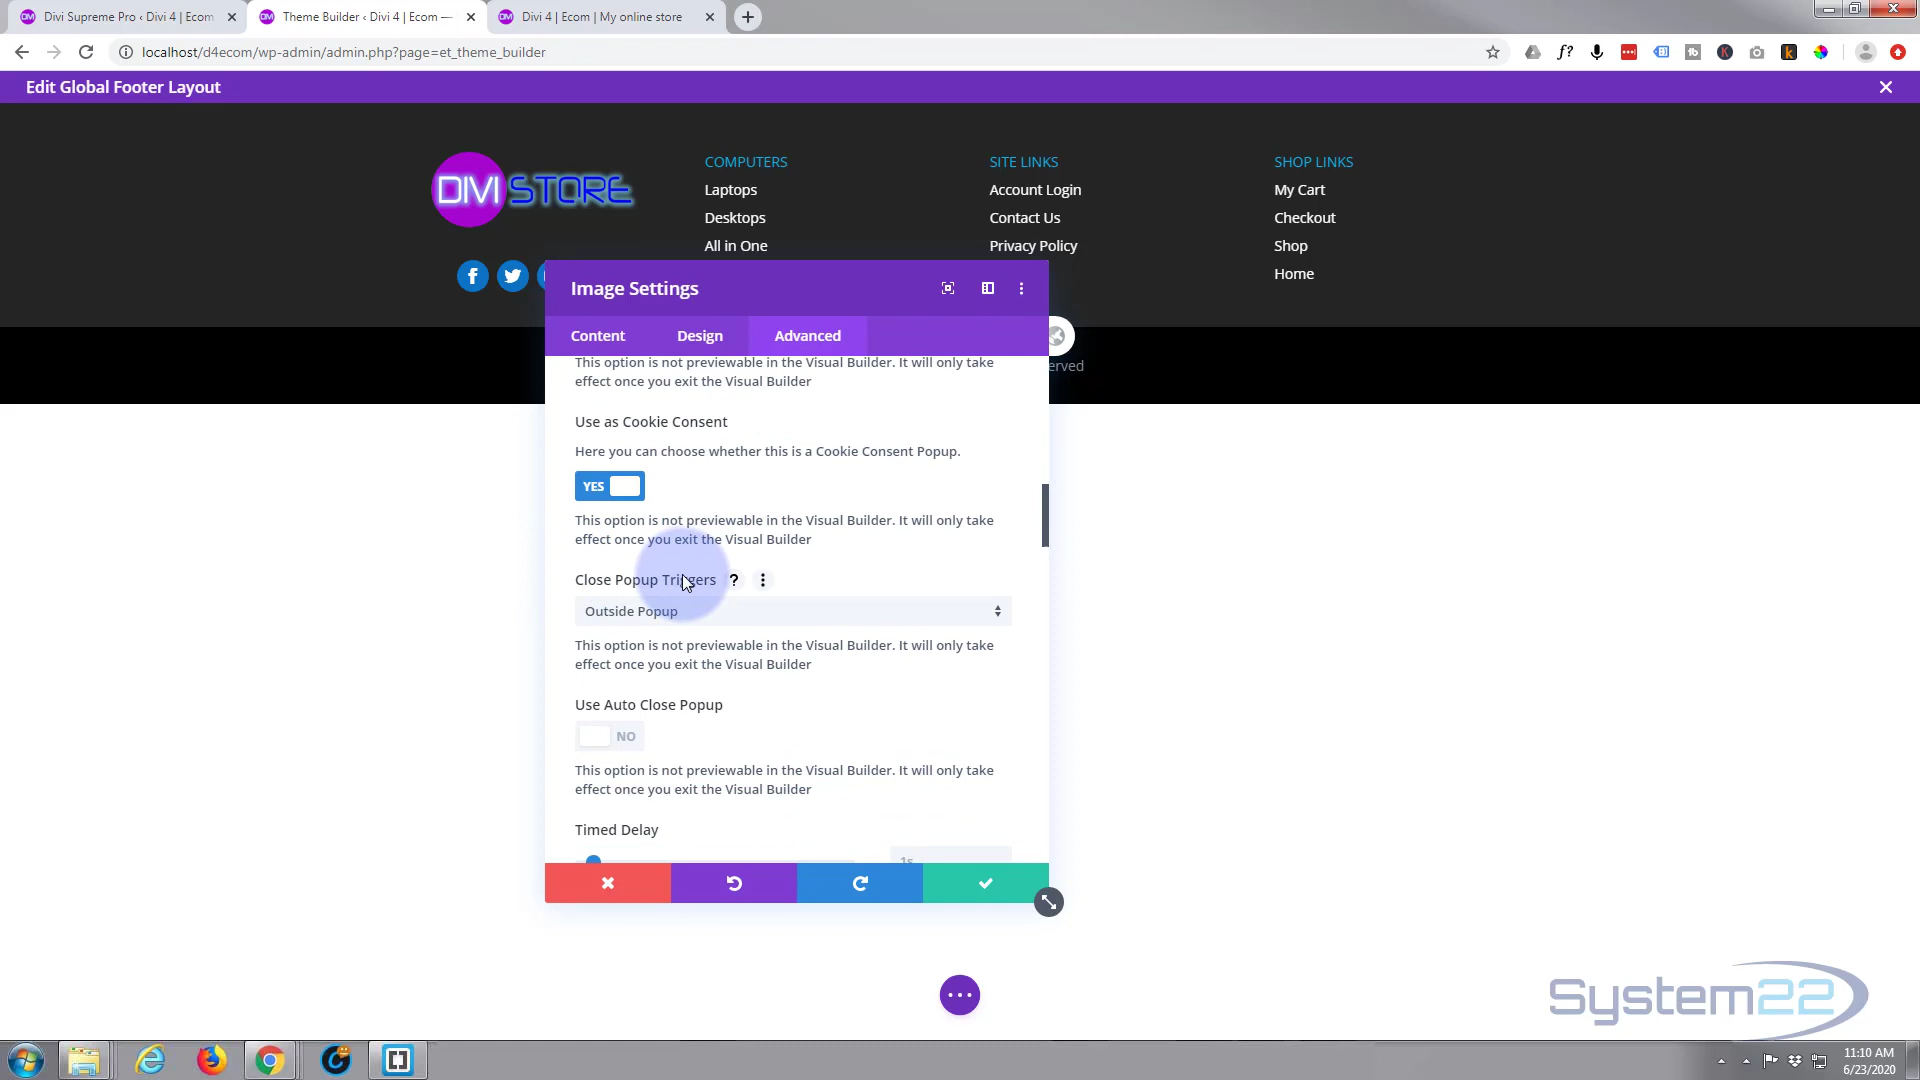 Divi Supreme Pro ‹ Divi 4 | Ecom
Theme Builder ‹ Divi 4 | Ecom —
Divi 4 | Ecom | My online store
localhost/d4ecom/wp-admin/admin.php?page=et_theme_builder
Edit Global Footer Layout
DIVI STORE
COMPUTERS
Laptops
Desktops
All in One
SITE LINKS
Account Login
Contact Us
Privacy Policy
SHOP LINKS
My Cart
Checkout
Shop
Home
erved
Image Settings
Content
Design
Advanced
This option is not previewable in the Visual Builder. It will only take
effect once you exit the Visual Builder
Use as Cookie Consent
Here you can choose whether this is a Cookie Consent Popup.
YES
This option is not previewable in the Visual Builder. It will only take
effect once you exit the Visual Builder
Close Popup Triggers ?
Outside Popup
This option is not previewable in the Visual Builder. It will only take
effect once you exit the Visual Builder
Use Auto Close Popup
NO
This option is not previewable in the Visual Builder. It will only take
effect once you exit the Visual Builder
Timed Delay
1s
System22
11:10 AM
6/23/2020